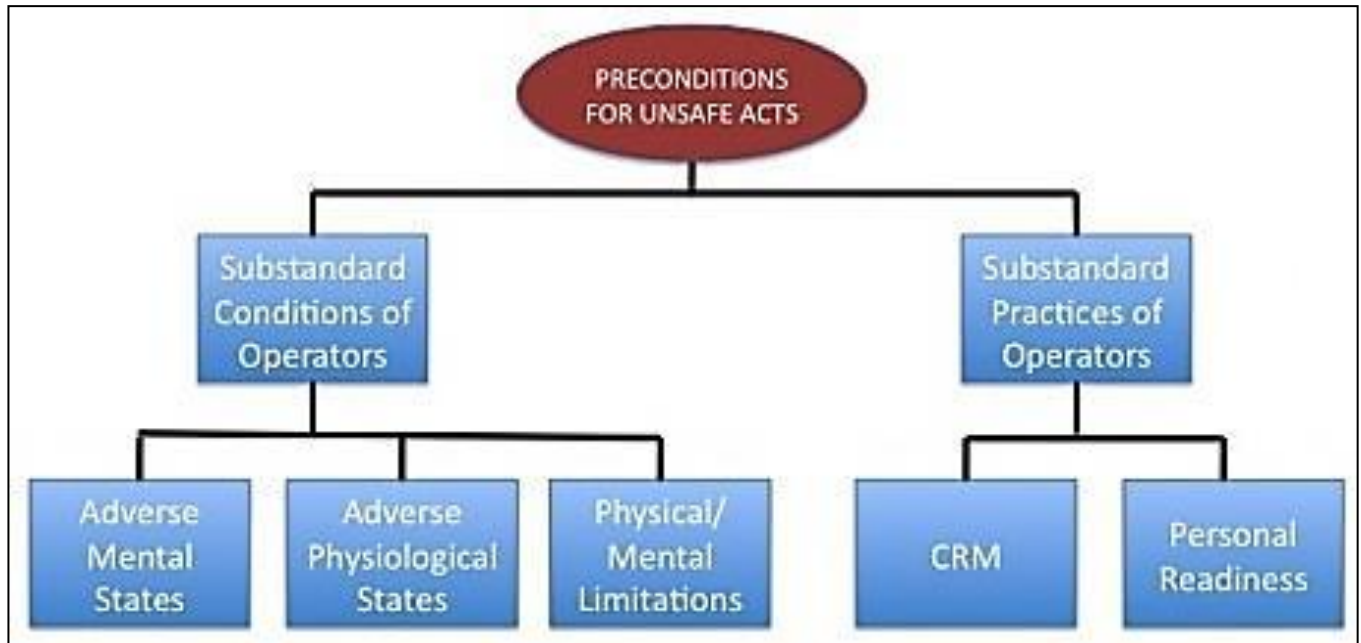 PRECONDITIONS
FOR UNSAFE ACTS
Substandard
Conditions of
Operators
Substandard
Practices of
Operators
Adverse
Mental
States
Adverse
Physiological
States
Physical/
Mental
Limitations
CRM
Personal
Readiness